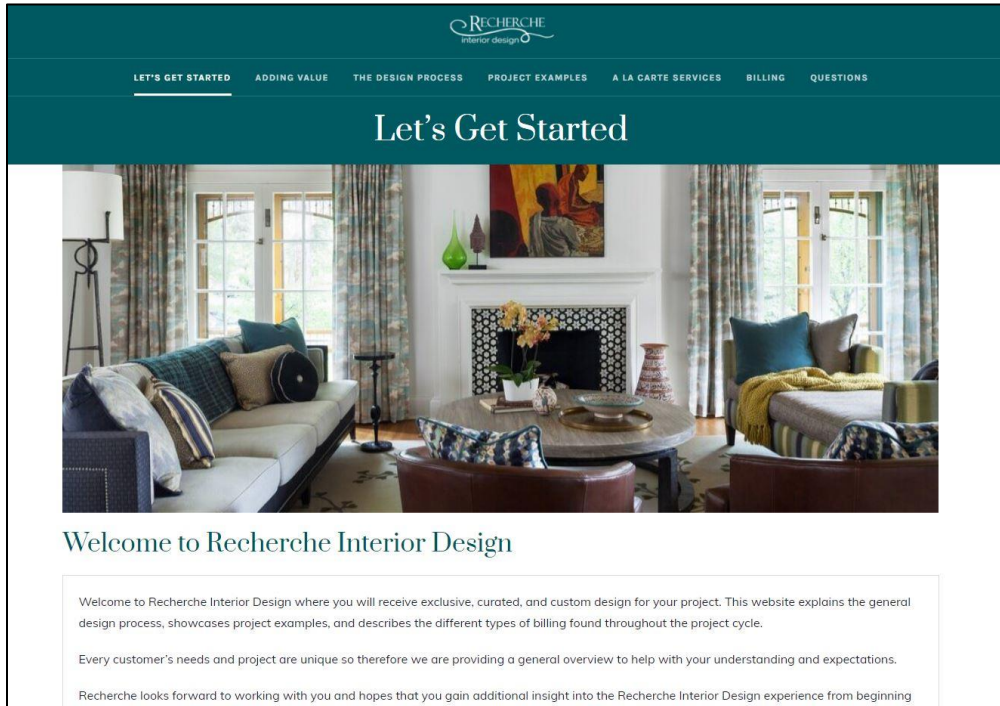 RECHERCHE
interior design
LET'S GET STARTED ADDING VALUE THE DESIGN PROCESS PROJECT EXAMPLES A LA CARTE SERVICES BILLING QUESTIONS
Let's Get Started
Welcome to Recherche Interior Design
Welcome to Recherche Interior Design where you will receive exclusive, curated, and custom design for your project. This website explains the general
design process, showcases project examples, and describes the different types of billing found throughout the project cycle.
Every customer's needs and project are unique so therefore we are providing a general overview to help with your understanding and expectations.
Recherche looks forward to working with you and hopes that you gain additional insight into the Recherche Interior Design experience from beginning